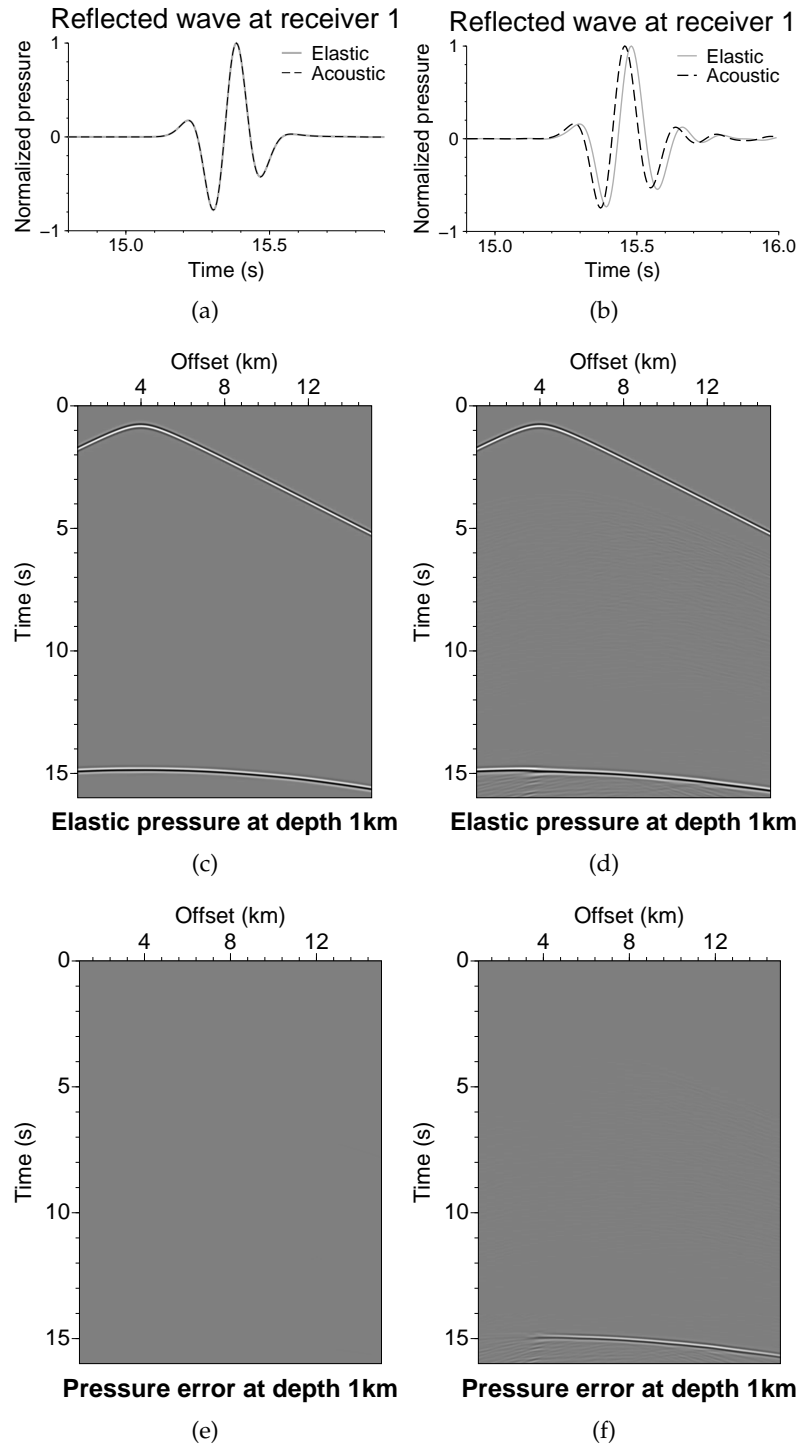 Reflected wave at receiver 1
Normalized pressure
1
0
−1
Elastic
Acoustic
15.0 15.5
Time (s)
(a)
Reflected wave at receiver 1
Normalized pressure
1
0
−1
Elastic
Acoustic
15.0 15.5 16.0
Time (s)
(b)
Offset (km)
4 8 12
Time (s)
0
5
10
15
Elastic pressure at depth 1km
(c)
Offset (km)
4 8 12
Time (s)
0
5
10
15
Elastic pressure at depth 1km
(d)
Offset (km)
4 8 12
Time (s)
0
5
10
15
Pressure error at depth 1km
(e)
Offset (km)
4 8 12
Time (s)
0
5
10
15
Pressure error at depth 1km
(f)